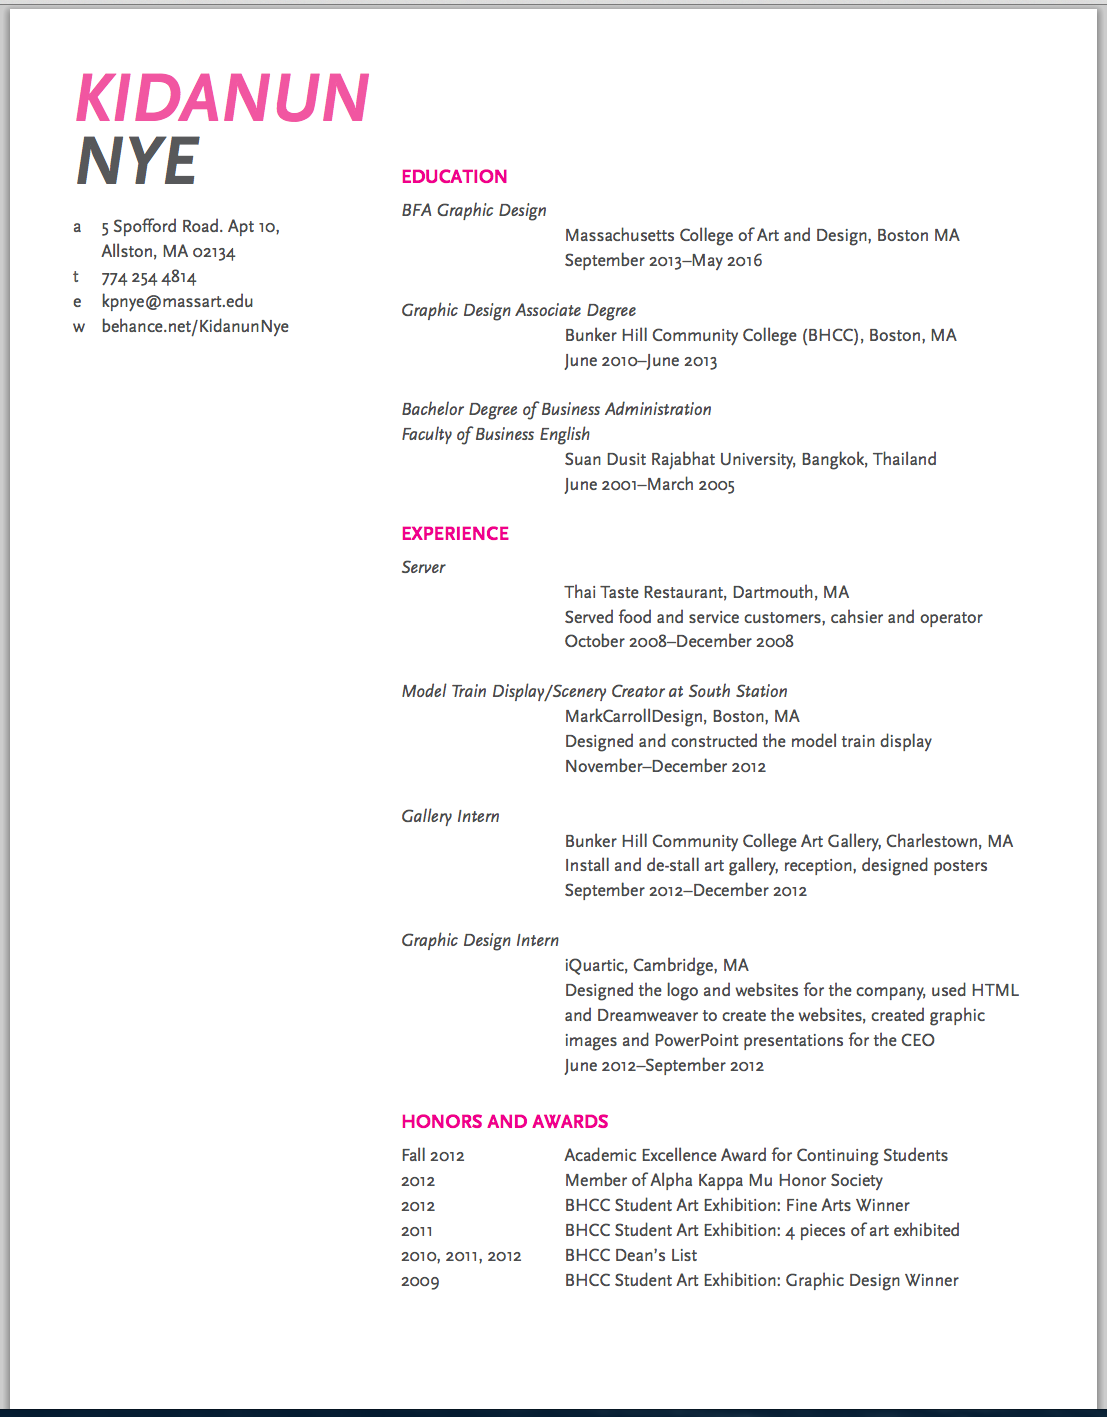 KIDANUN
NYE
a 5 Spofford Road. Apt 10,
Allston, MA 02134
t 774 254 4814
e kpnye@massart.edu
w behance.net/KidanunNye
EDUCATION
BFA Graphic Design
Massachusetts College of Art and Design, Boston MA
September 2013–May 2016
Graphic Design Associate Degree
Bunker Hill Community College (BHCC), Boston, MA
June 2010–June 2013
Bachelor Degree of Business Administration
Faculty of Business English
Suan Dusit Rajabhat University, Bangkok, Thailand
June 2001–March 2005
EXPERIENCE
Server
Thai Taste Restaurant, Dartmouth, MA
Served food and service customers, cahsier and operator
October 2008–December 2008
Model Train Display/Scenery Creator at South Station
MarkCarrollDesign, Boston, MA
Designed and constructed the model train display
November–December 2012
Gallery Intern
Bunker Hill Community College Art Gallery, Charlestown, MA
Install and de-stall art gallery, reception, designed posters
September 2012–December 2012
Graphic Design Intern
iQuartic, Cambridge, MA
Designed the logo and websites for the company, used HTML
and Dreamweaver to create the websites, created graphic
images and PowerPoint presentations for the CEO
June 2012–September 2012
HONORS AND AWARDS
Fall 2012 Academic Excellence Award for Continuing Students
2012 Member of Alpha Kappa Mu Honor Society
2012 BHCC Student Art Exhibition: Fine Arts Winner
2011 BHCC Student Art Exhibition: 4 pieces of art exhibited
2010, 2011, 2012 BHCC Dean's List
2009 BHCC Student Art Exhibition: Graphic Design Winner